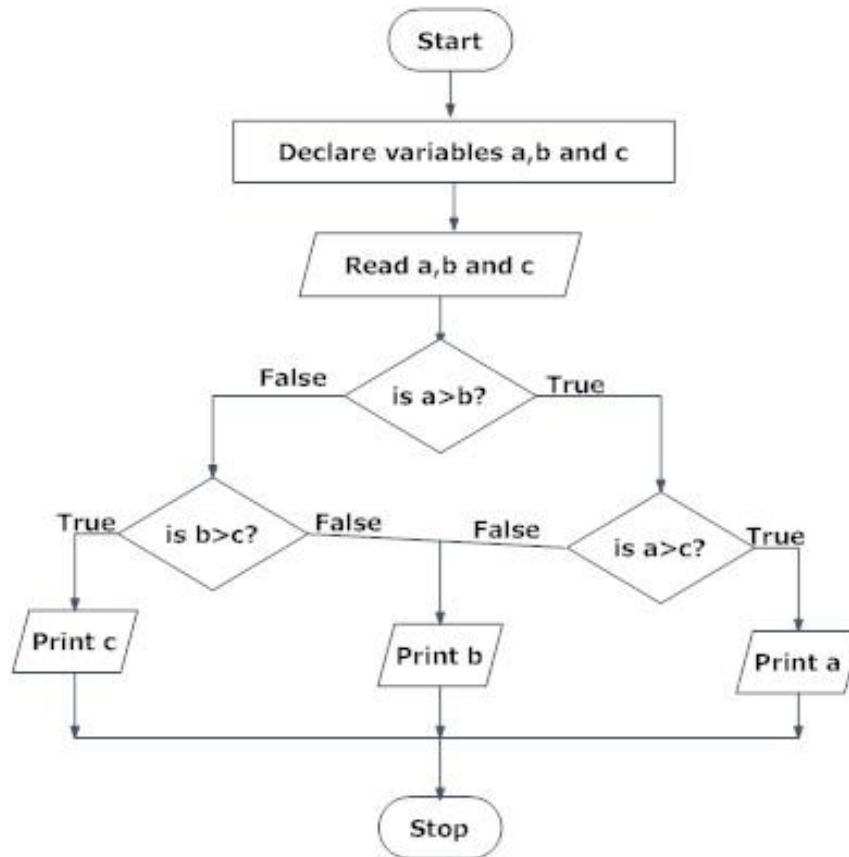 Start
Declare variables a,b and c
Read a,b and c
False
is a>b?
True
True
is b>c?
False
False
is a>c?
True
Print c
Print b
Print a
Stop